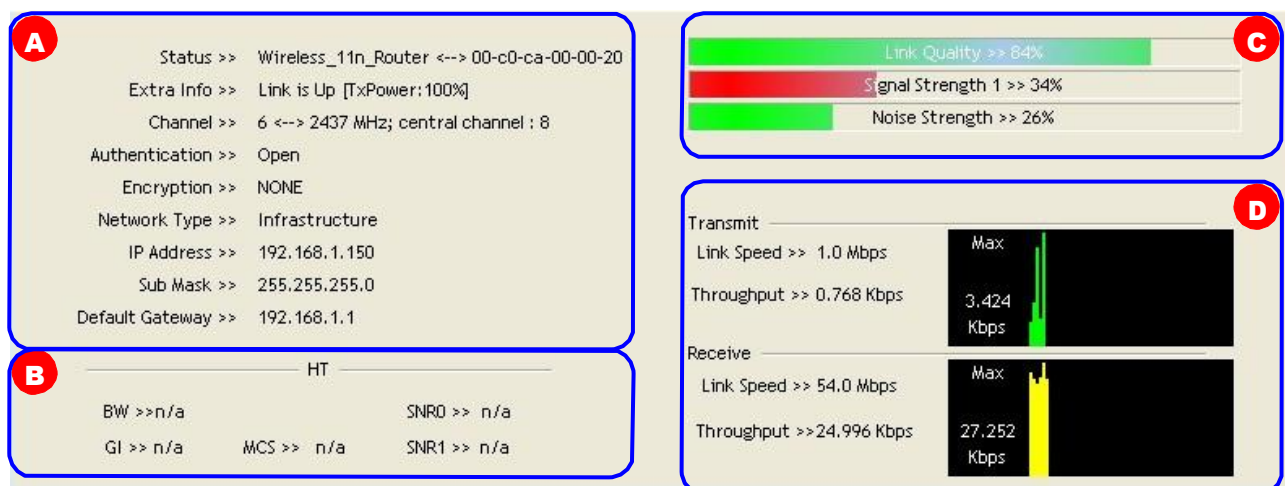 A
Status >> Wireless_11n_Router <--> 00-c0-ca-00-00-20
Extra Info >> Link is Up [TxPower:100%]
Channel >> 6 <--> 2437 MHz; central channel : 8
Authentication >> Open
Encryption >> NONE
Network Type >> Infrastructure
IP Address >> 192.168.1.150
Sub Mask >> 255.255.255.0
Default Gateway >> 192.168.1.1
B
HT
BW >>n/a SNR0 >> n/a
GI >> n/a MCS >> n/a SNR1 >> n/a
C
Link Quality >> 84%
Signal Strength 1 >> 34%
Noise Strength >> 26%
D
Transmit
Link Speed >> 1.0 Mbps
Throughput >> 0.768 Kbps
Max
3.424
Kbps
Receive
Link Speed >> 54.0 Mbps
Throughput >>24.996 Kbps
Max
27.252
Kbps